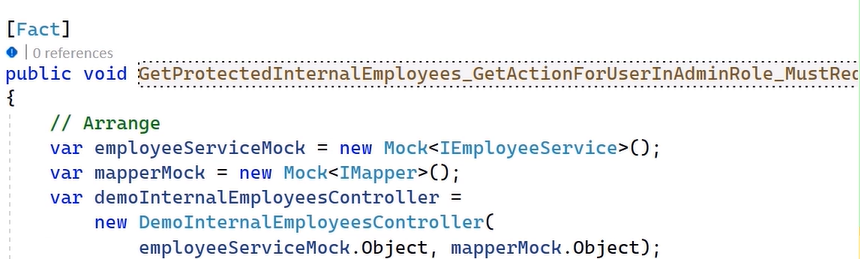 [Fact]
0 references
public void GetProtectedInternalEmployees_GetActionForUserInAdminRole_MustRed
{
// Arrange
var employeeServiceMock = new Mock<IEmployeeService>();
var mapperMock = new Mock<IMapper>();
var demoInternalEmployeesController =
new DemoInternalEmployeesController(
employeeServiceMock.Object, mapperMock.Object);